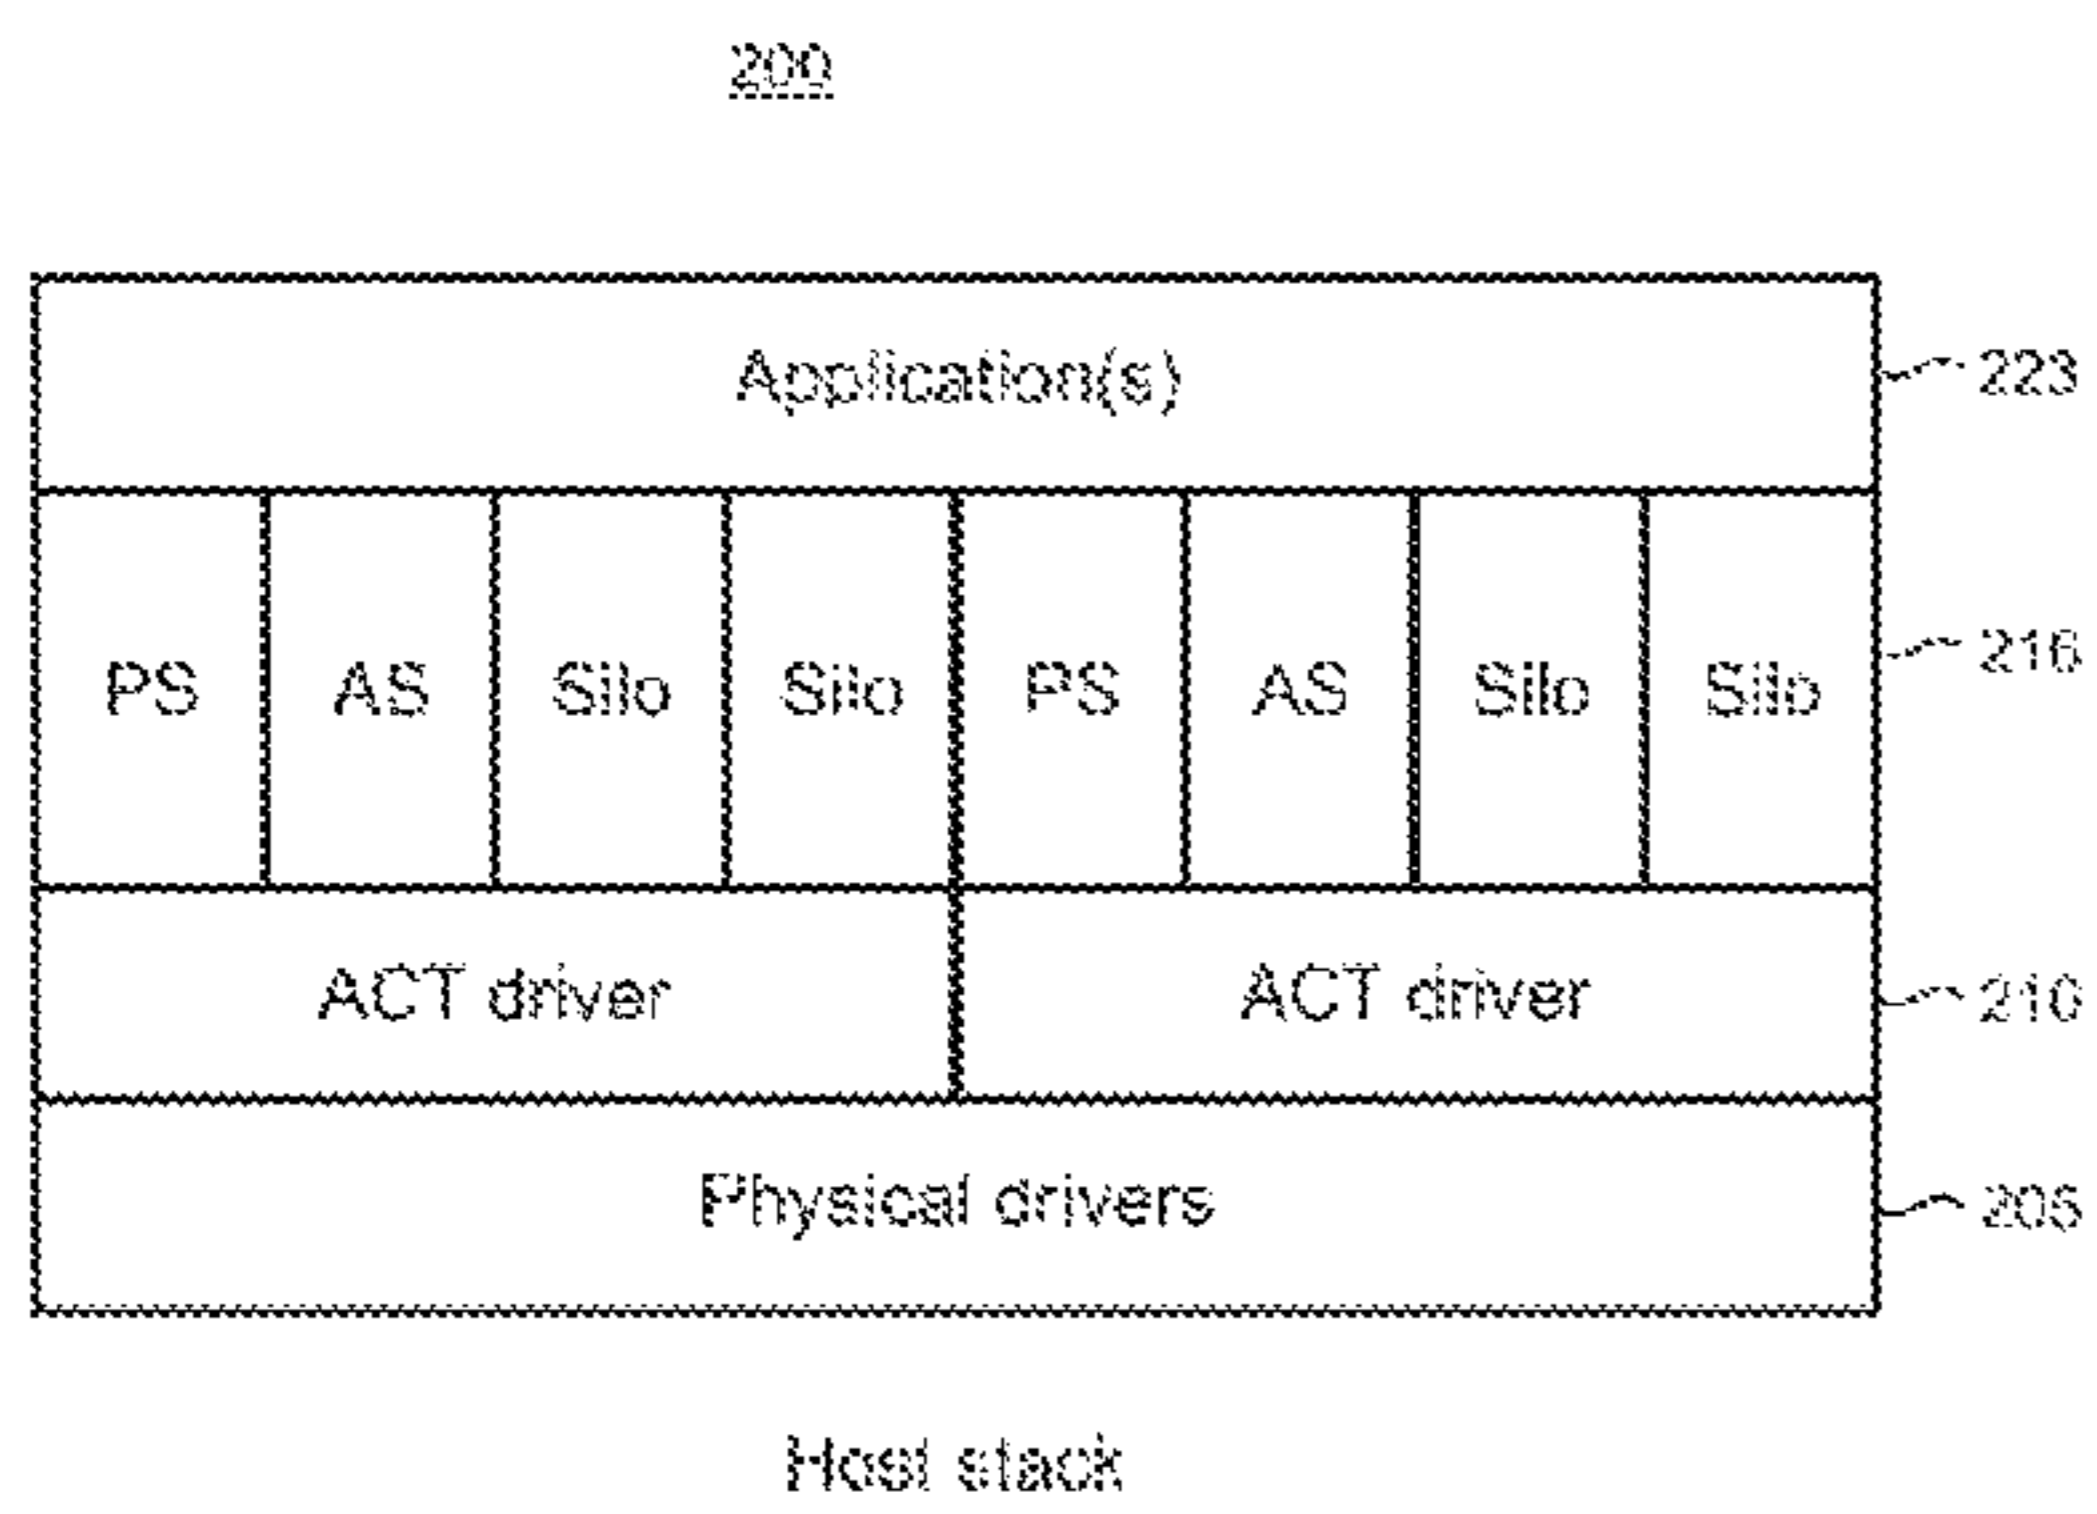 200
Application(s)
223
PS AS Silo Silo PS AS Silo Silo
216
ACT driver ACT driver
210
Physical drivers
205
Host stack